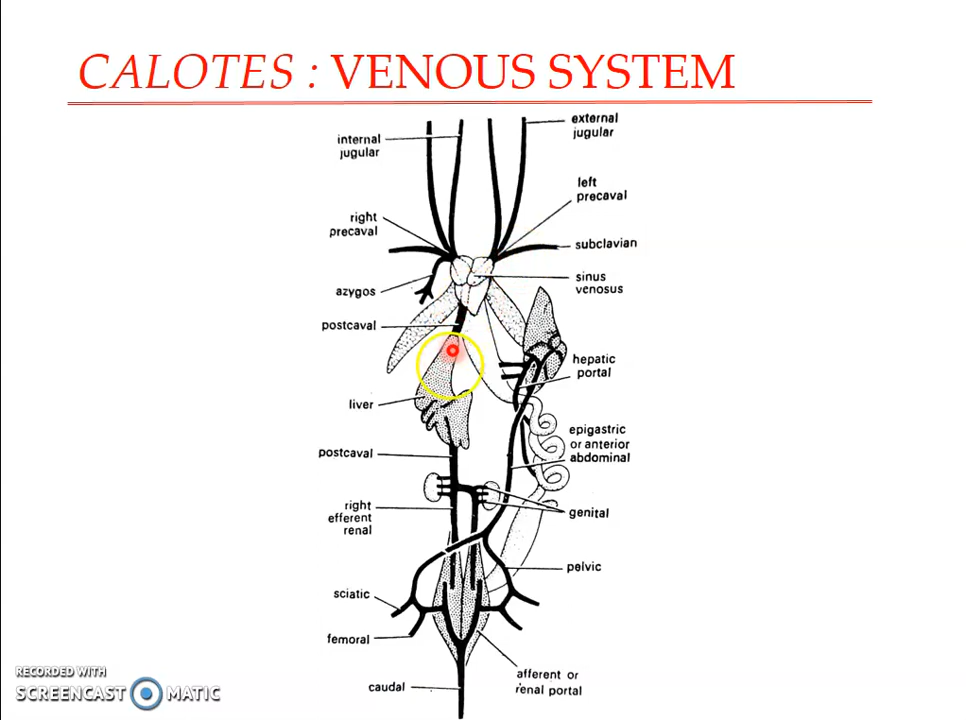 CALOTES : VENOUS SYSTEM
internal
jugular
external
jugular
left
precaval
right
precaval
subclavian
azygos
sinus
venosus
postcaval
hepatic
portal
liver
epigastric
or anterior
abdominal
postcaval
right
efferent
renal
genital
pelvic
sciatic
femoral
caudal
afferent or
renal portal
RECORDED WITH
SCREENCAST MATIC